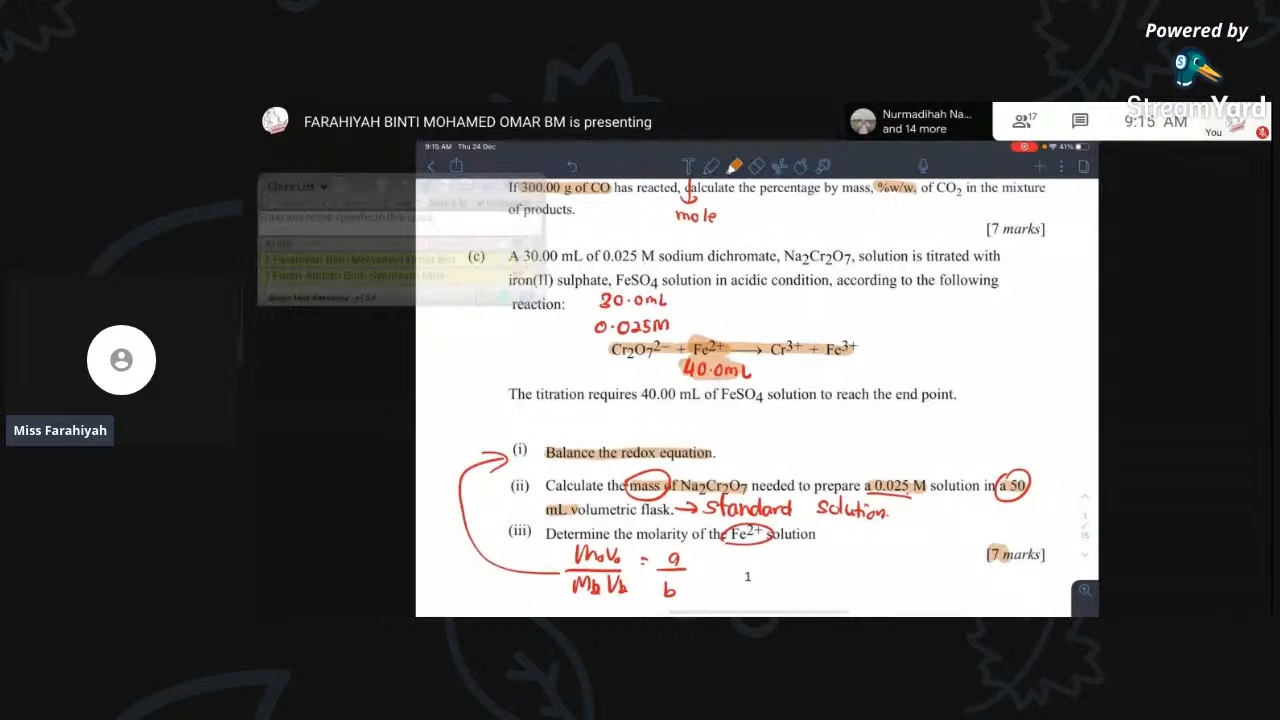 Powered by
StreamYard
FARAHIYAH BINTI MOHAMED OMAR BM is presenting
Nurmadihah Na...
and 14 more
17
9:15 AM
You
9:15 AM Thu 24 Dec
41%
If 300.00 g of CO has reacted, calculate the percentage by mass, %w/w, of CO2 in the mixture
of products.
mole
[7 marks]
(c) A 30.00 mL of 0.025 M sodium dichromate, Na2Cr2O7, solution is titrated with
iron(II) sulphate, FeSO4 solution in acidic condition, according to the following
reaction:
30.0mL
0.025M
Cr2O7²⁻ + Fe²⁺ → Cr³⁺ + Fe³⁺
40.0mL
The titration requires 40.00 mL of FeSO4 solution to reach the end point.
(i) Balance the redox equation.
(ii) Calculate the mass of Na2Cr2O7 needed to prepare a 0.025 M solution in a 50
mL volumetric flask. → standard solution.
(iii) Determine the molarity of the Fe²⁺ solution
[7 marks]
MaVa = a
MbVb b
1
Miss Farahiyah
Class List